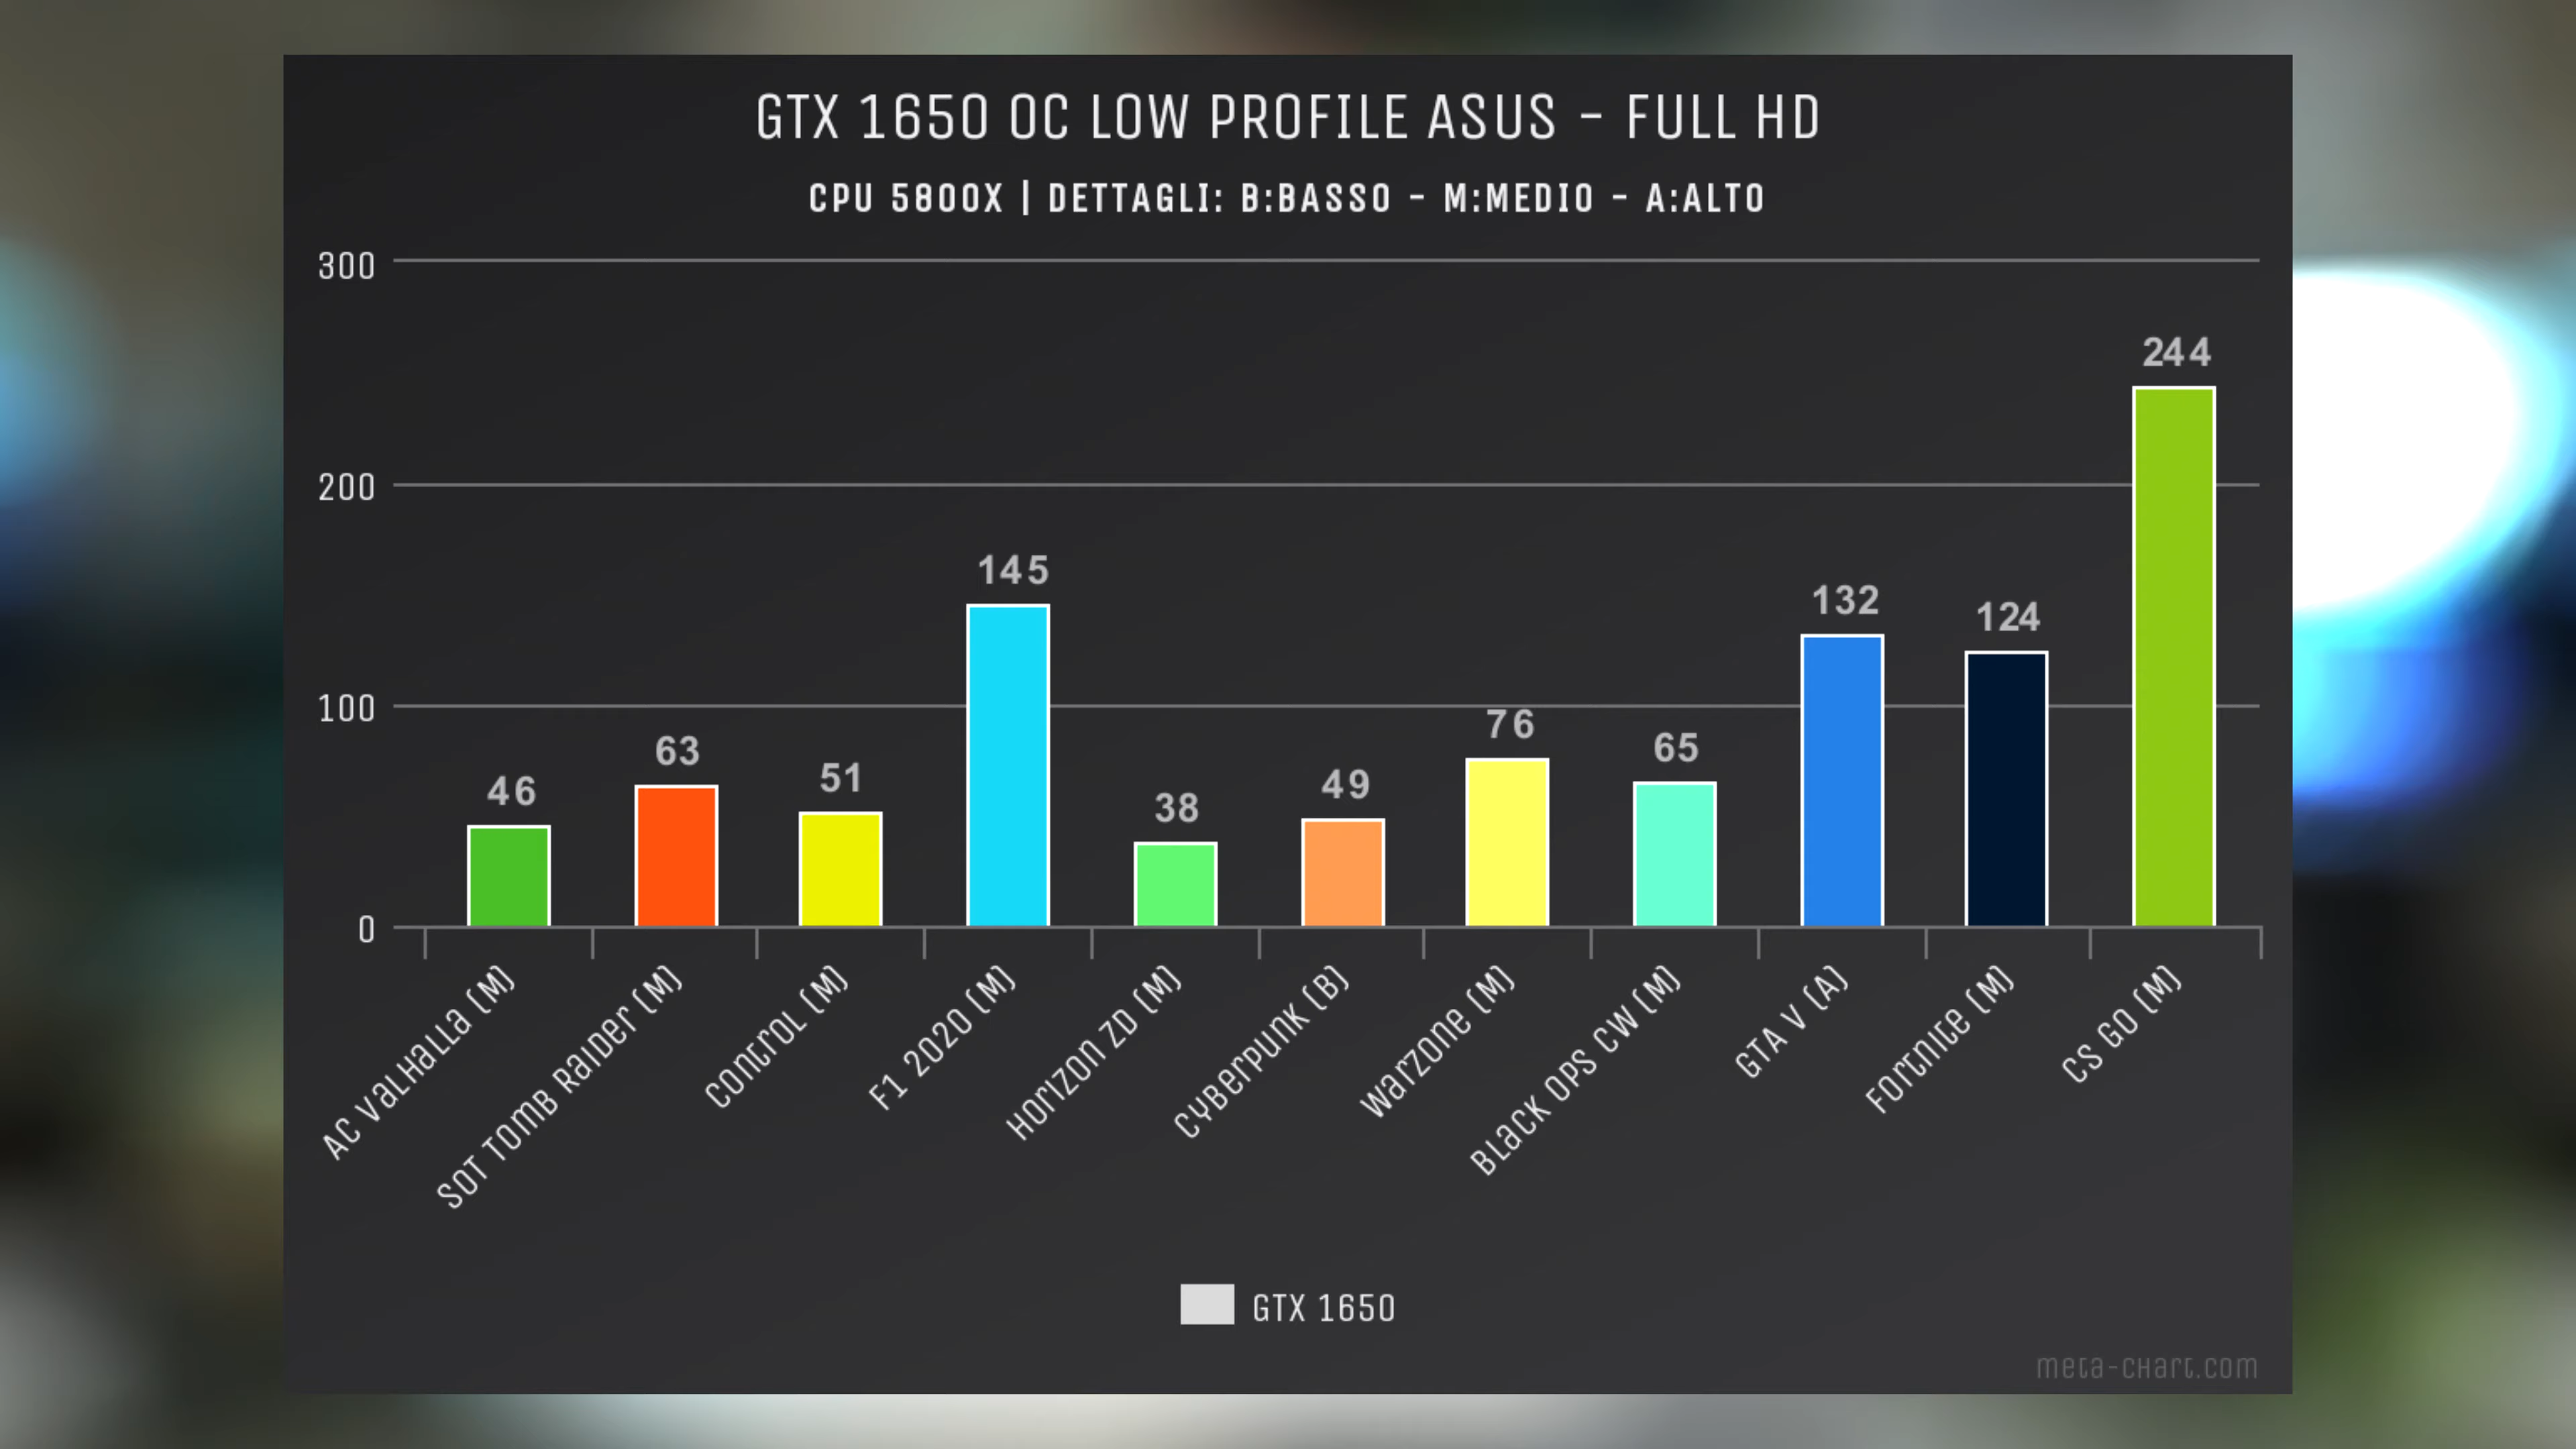 GTX 1650 OC LOW PROFILE ASUS - FULL HD
CPU 5800X | DETTAGLI: B:BASSO - M:MEDIO - A:ALTO
300
200
100
0
46
63
51
145
38
49
76
65
132
124
244
AC Valhalla (M)
SOT Tomb Raider (M)
Control (M)
F1 2020 (M)
Horizon ZD (M)
Cyberpunk (B)
Warzone (M)
Black OPS CW (M)
GTA V (A)
Fortnite (M)
CS GO (M)
GTX 1650
meta-chart.com